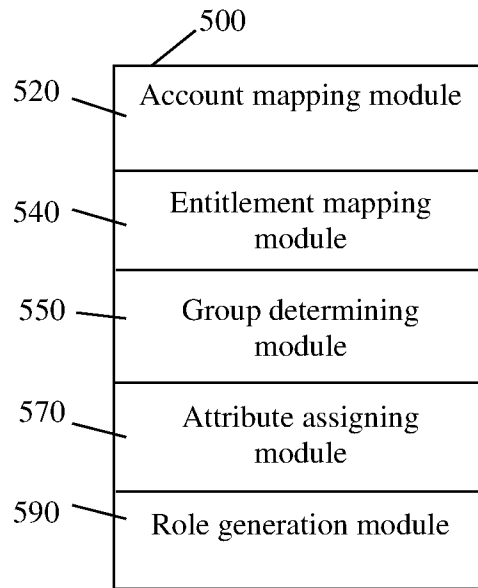 500
520
Account mapping module
540
Entitlement mapping
module
550
Group determining
module
570
Attribute assigning
module
590
Role generation module